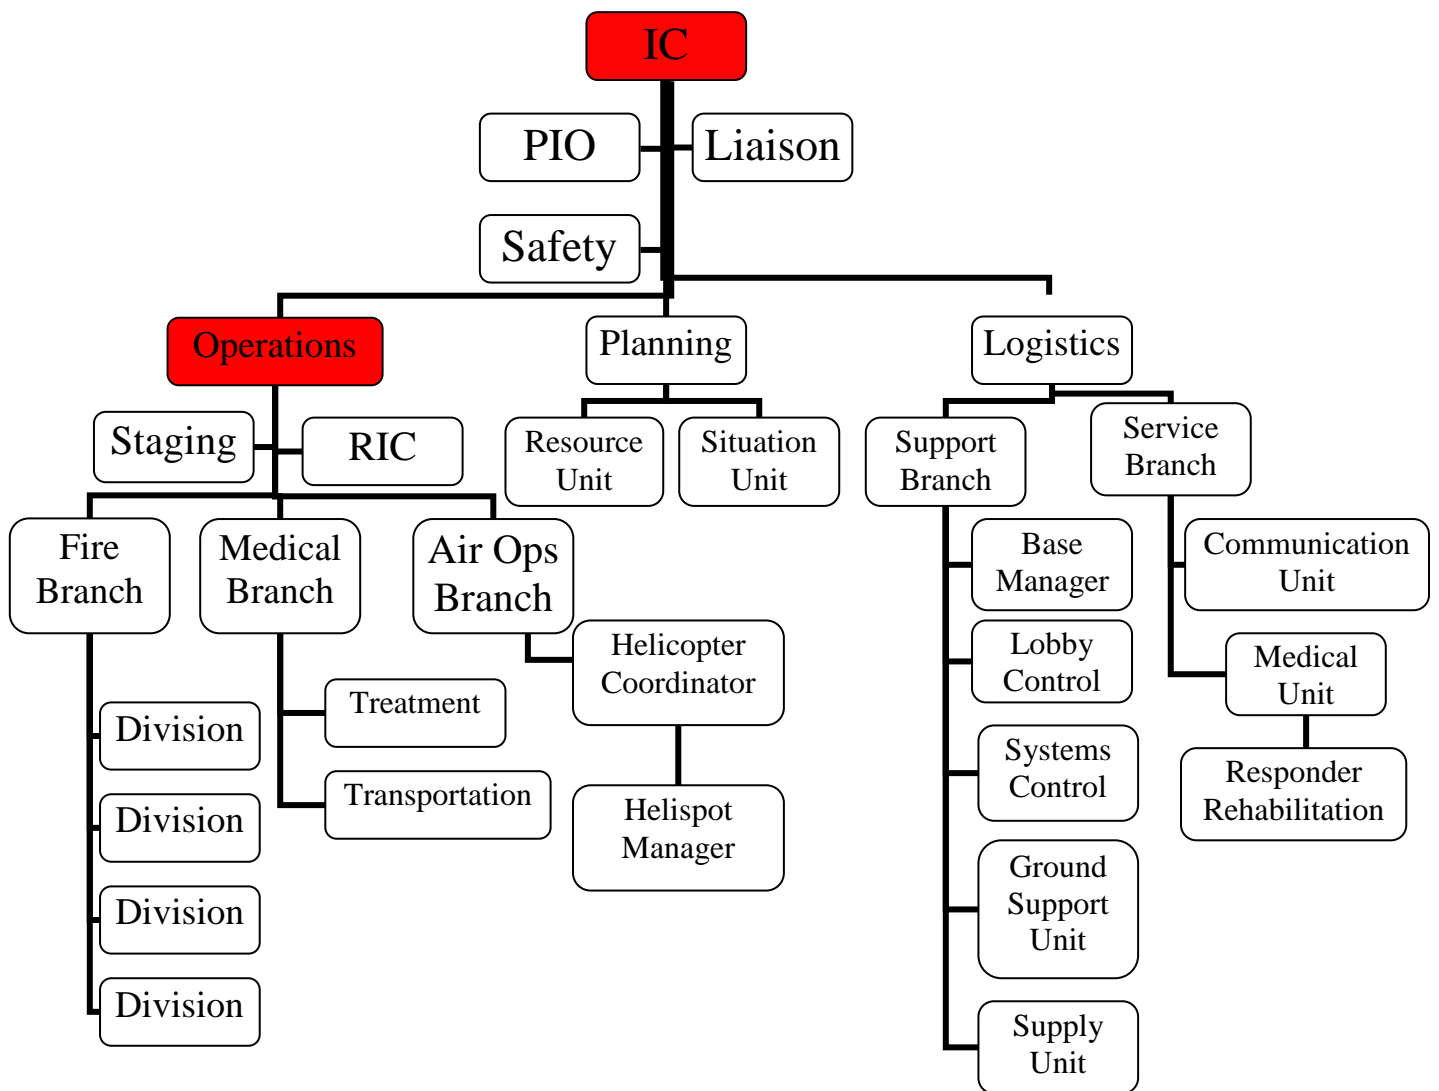 IC
PIO
Liaison
Safety
Operations
Planning
Logistics
Staging
RIC
Resource
Unit
Situation
Unit
Support
Branch
Service
Branch
Fire
Branch
Medical
Branch
Air Ops
Branch
Base
Manager
Communication
Unit
Helicopter
Coordinator
Lobby
Control
Medical
Unit
Division
Treatment
Systems
Control
Responder
Rehabilitation
Division
Transportation
Helispot
Manager
Division
Ground
Support
Unit
Division
Supply
Unit